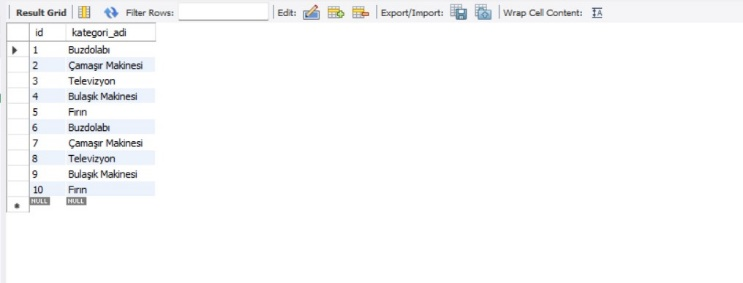 Result Grid Filter Rows: Edit: Export/Import: Wrap Cell Content: IA
id kategori_adi
1 Buzdolabı
2 Çamaşır Makinesi
3 Televizyon
4 Bulaşık Makinesi
5 Fırın
6 Buzdolabı
7 Çamaşır Makinesi
8 Televizyon
9 Bulaşık Makinesi
10 Fırın
NULL NULL